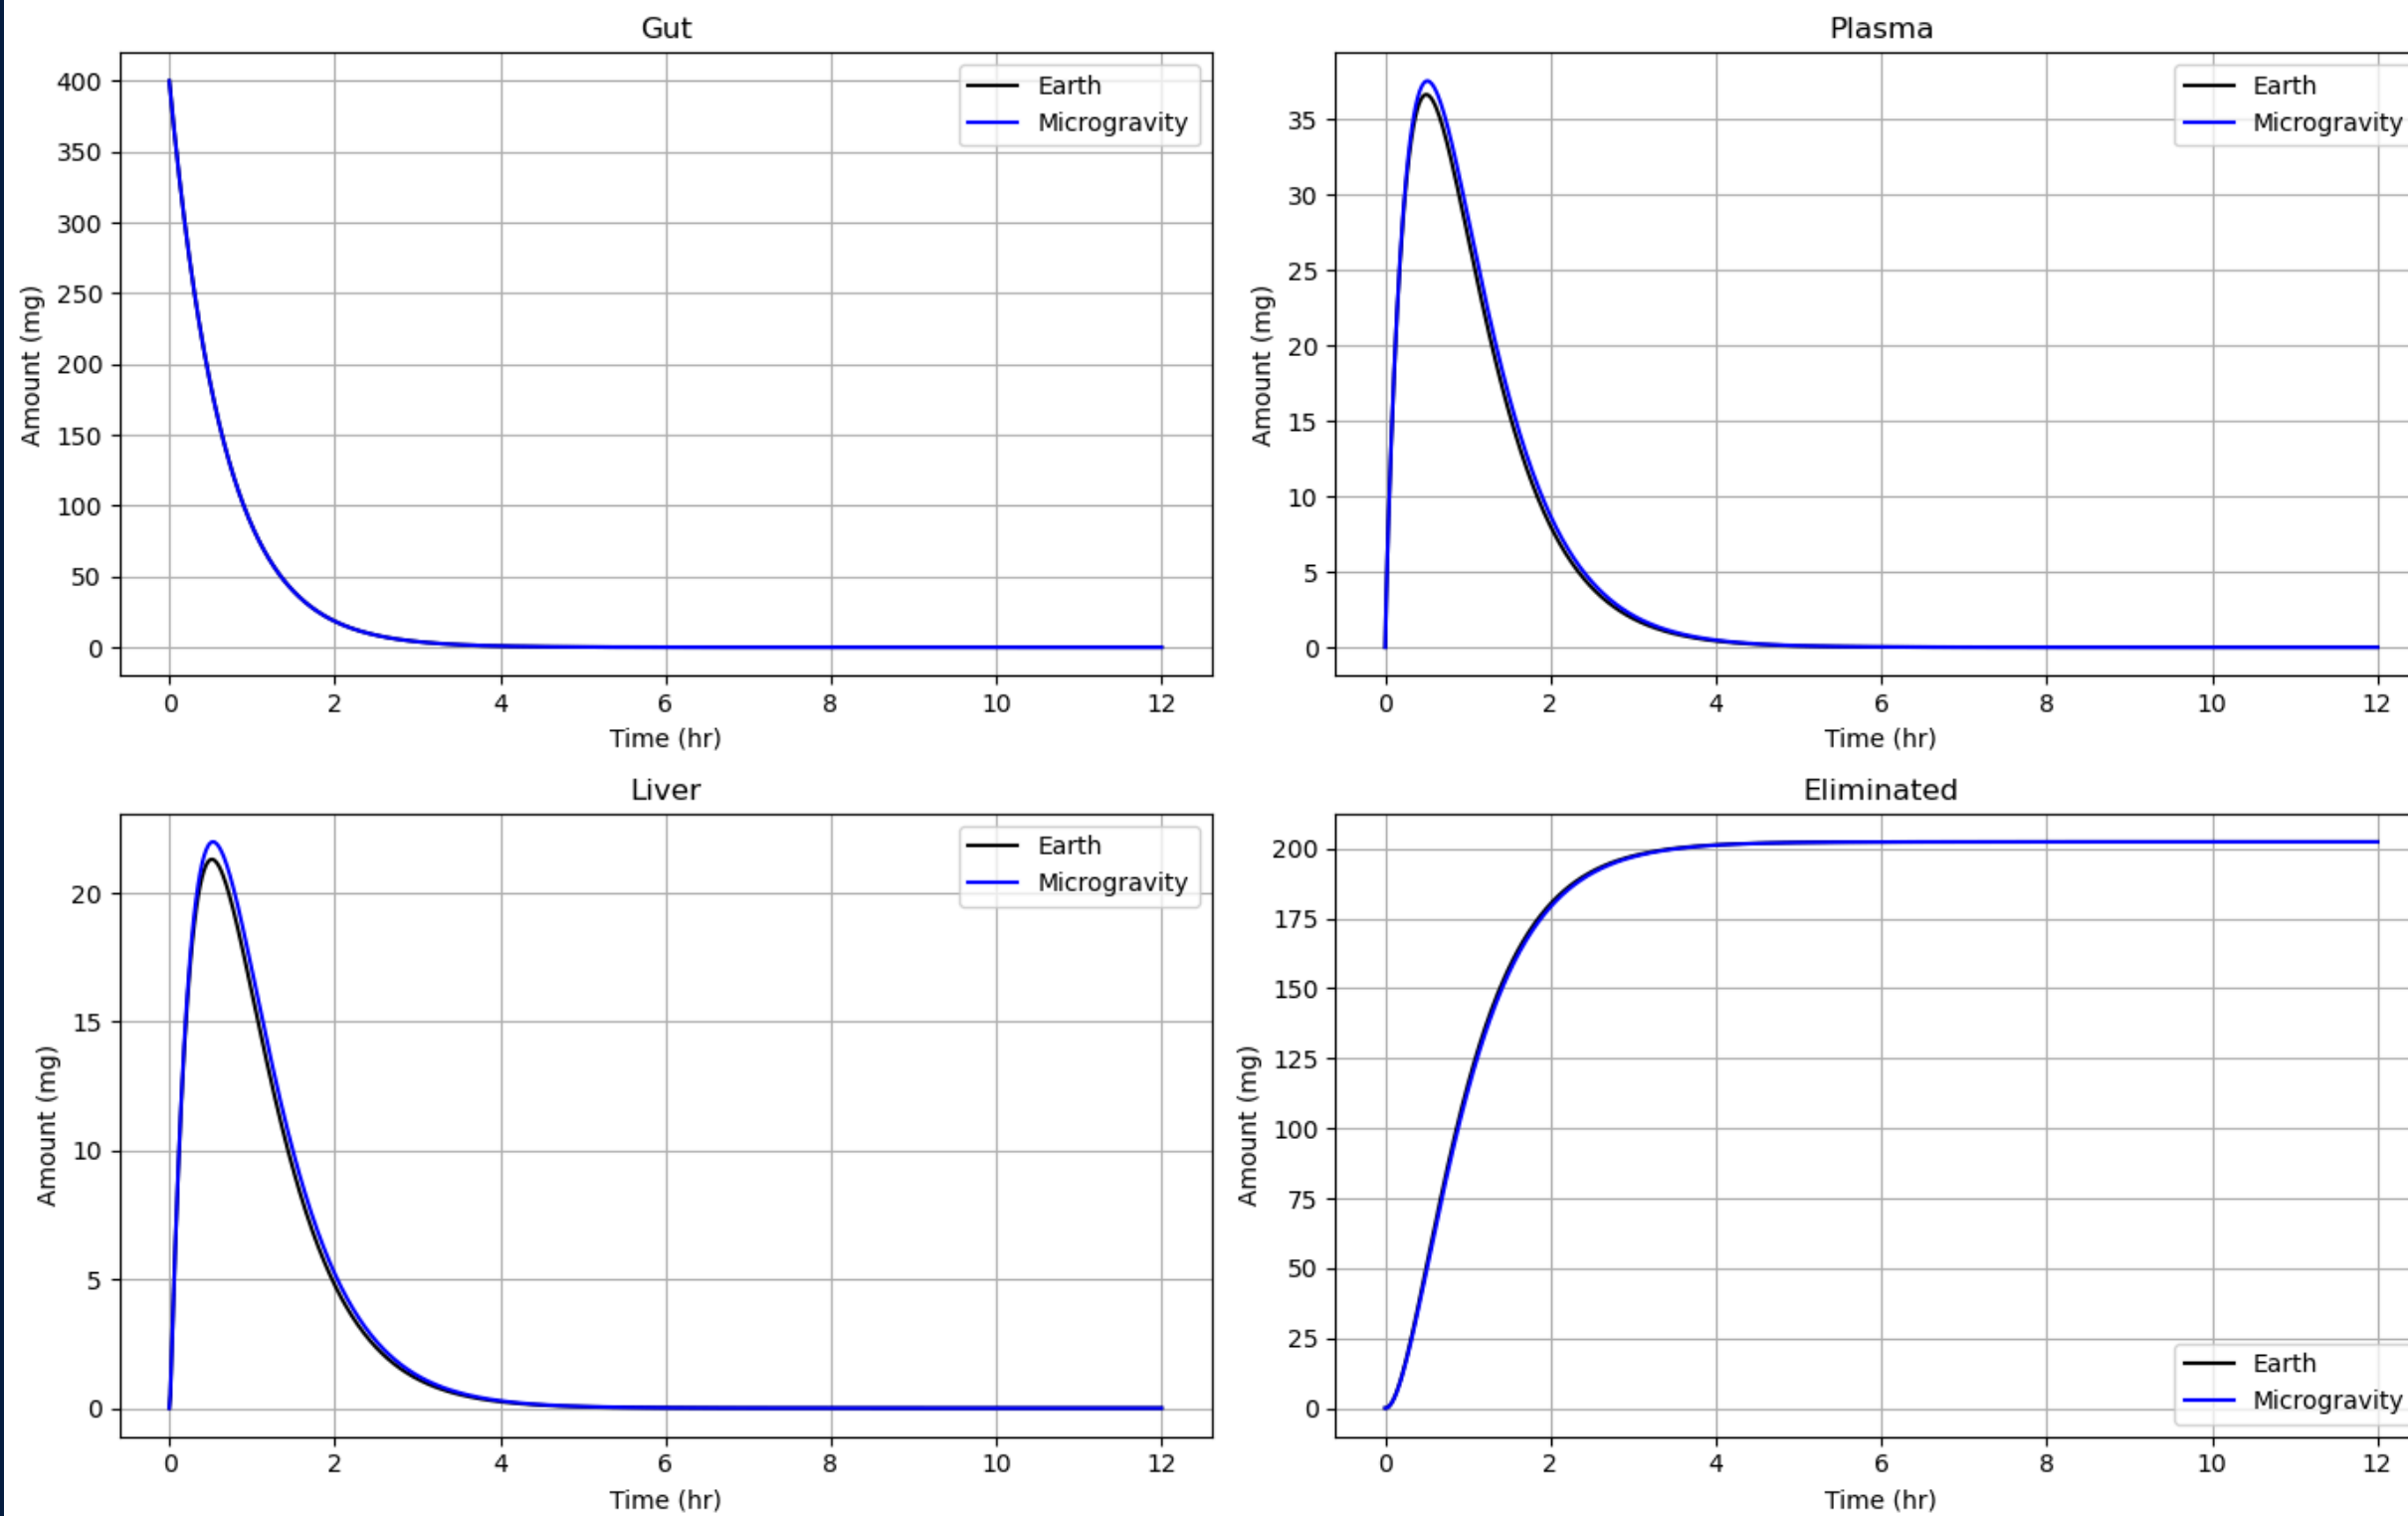 Gut
Earth
Microgravity
400
350
300
250
200
150
100
50
0
Amount (mg)
0 2 4 6 8 10 12
Time (hr)
Plasma
Earth
Microgravity
35
30
25
20
15
10
5
0
Amount (mg)
0 2 4 6 8 10 12
Time (hr)
Liver
Earth
Microgravity
20
15
10
5
0
Amount (mg)
0 2 4 6 8 10 12
Time (hr)
Eliminated
200
175
150
125
100
75
50
25
0
Amount (mg)
Earth
Microgravity
0 2 4 6 8 10 12
Time (hr)